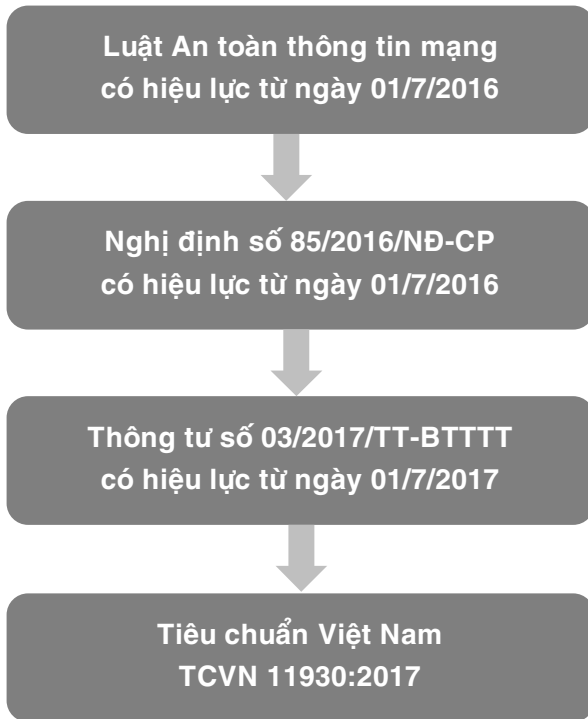 Luật An toàn thông tin mạng
có hiệu lực từ ngày 01/7/2016
Nghị định số 85/2016/NĐ-CP
có hiệu lực từ ngày 01/7/2016
Thông tư số 03/2017/TT-BTTTT
có hiệu lực từ ngày 01/7/2017
Tiêu chuẩn Việt Nam
TCVN 11930:2017